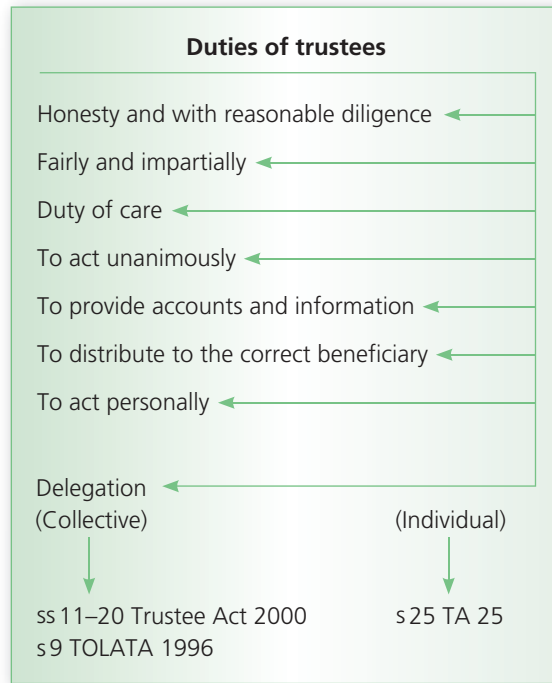 Duties of trustees
Honesty and with reasonable diligence
Fairly and impartially
Duty of care
To act unanimously
To provide accounts and information
To distribute to the correct beneficiary
To act personally
Delegation
(Collective) (Individual)
ss 11–20 Trustee Act 2000 s 25 TA 25
s 9 TOLATA 1996